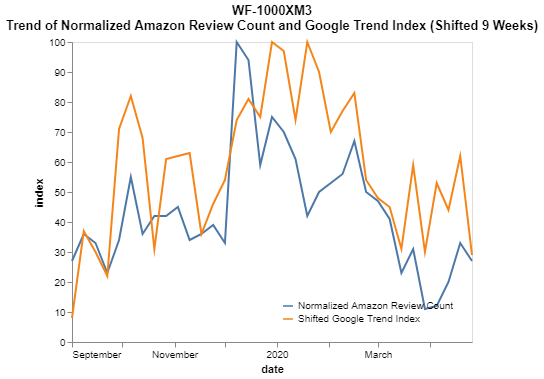 WF-1000XM3
Trend of Normalized Amazon Review Count and Google Trend Index (Shifted 9 Weeks)
100
90
80
70
60
50
40
30
20
10
0
index
Normalized Amazon Review Count
Shifted Google Trend Index
September November 2020 March
date